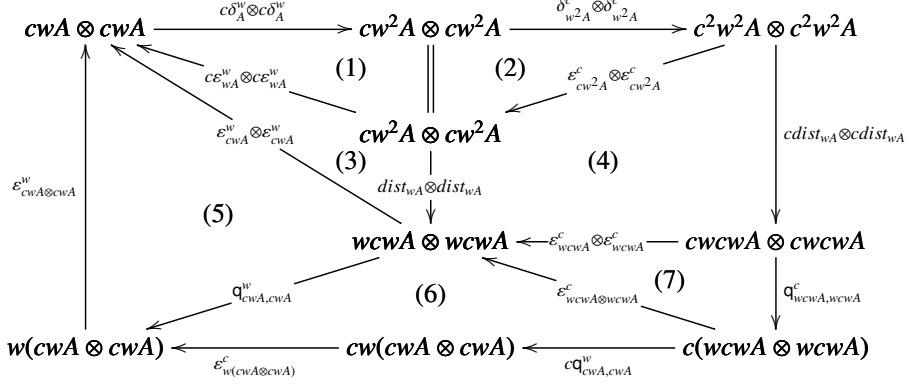 cδ^w_A⊗cδ^w_A δ^c_{w²A}⊗δ^c_{w²A}
cwA ⊗ cwA cw²A ⊗ cw²A c²w²A ⊗ c²w²A
(1) (2)
cε^w_{wA}⊗cε^w_{wA} ε^c_{cw²A}⊗ε^c_{cw²A}
cw²A ⊗ cw²A
ε^w_{cwA}⊗ε^w_{cwA} cdist_{wA}⊗cdist_{wA}
(3) (4)
ε^w_{cwA⊗cwA} dist_{wA}⊗dist_{wA}
(5)
wcwA ⊗ wcwA ε^c_{wcwA}⊗ε^c_{wcwA} cwcwA ⊗ cwcwA
(7)
q^w_{cwA,cwA} (6) ε^c_{wcwA⊗wcwA} q^c_{wcwA,wcwA}
w(cwA ⊗ cwA) cw(cwA ⊗ cwA) c(wcwA ⊗ wcwA)
ε^c_{w(cwA⊗cwA)} cq^w_{cwA,cwA}